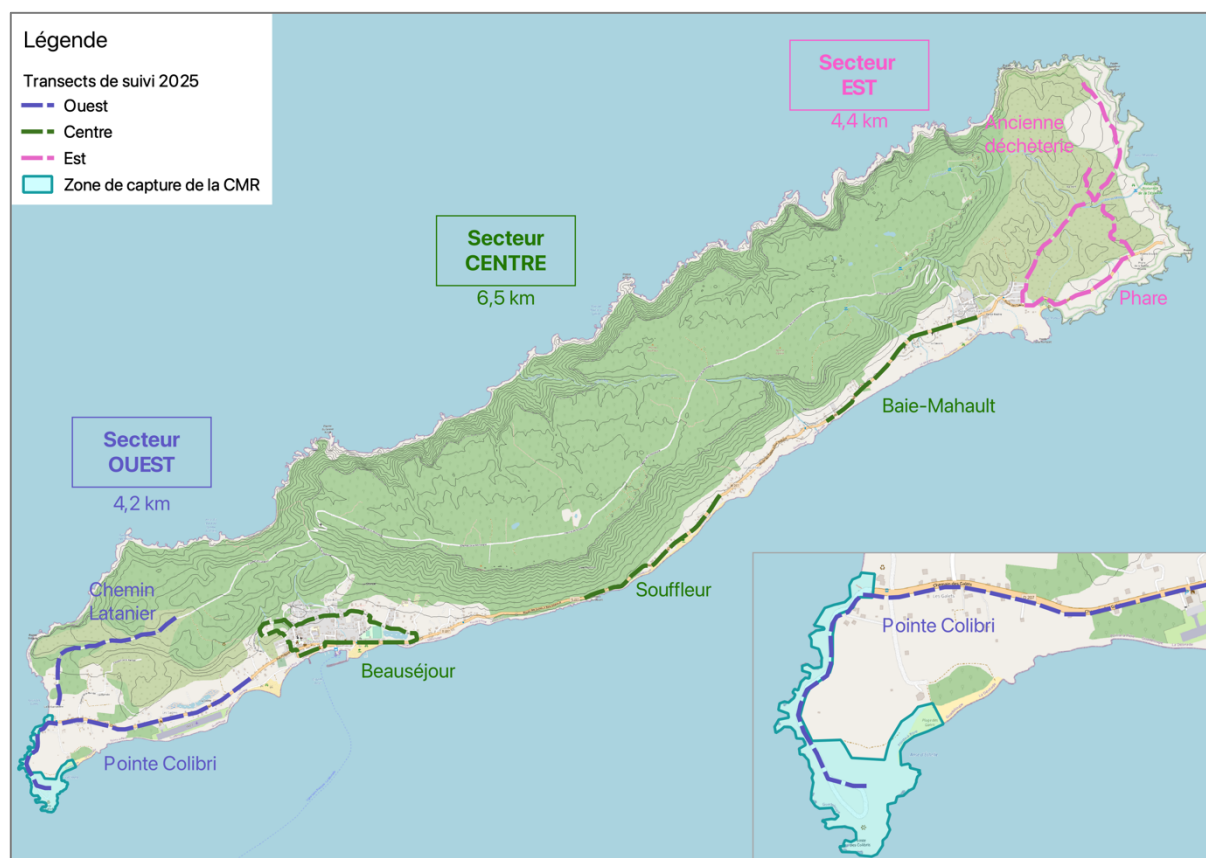 Légende
Transects de suivi 2025
Ouest
Centre
Est
Zone de capture de la CMR
Secteur
EST
4,4 km
Ancienne
déchèterie
Secteur
CENTRE
6,5 km
Phare
Baie-Mahault
Secteur
OUEST
4,2 km
Chemin
Latanier
Souffleur
Beauséjour
Pointe Colibri
Pointe Colibri